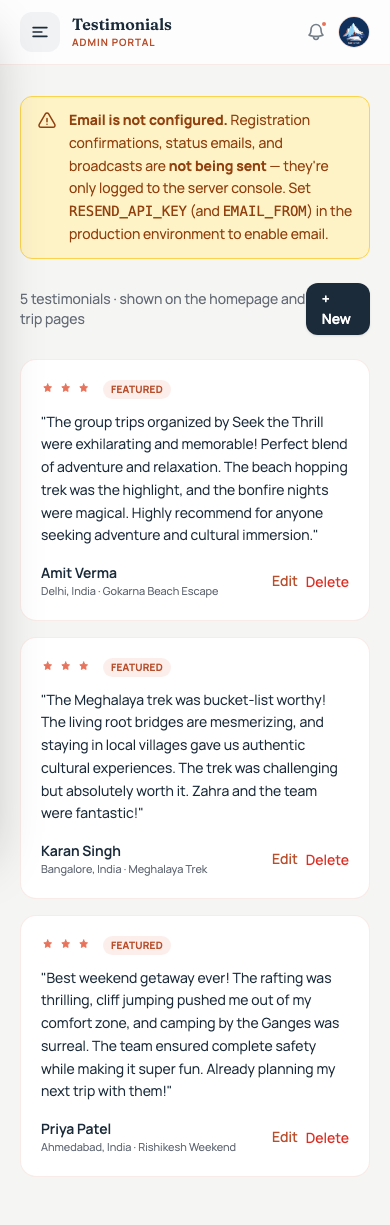 Testimonials
ADMIN PORTAL
Email is not configured. Registration
confirmations, status emails, and
broadcasts are not being sent — they're
only logged to the server console. Set
RESEND_API_KEY (and EMAIL_FROM) in the
production environment to enable email.
5 testimonials · shown on the homepage and
trip pages
+
New
FEATURED
"The group trips organized by Seek the Thrill
were exhilarating and memorable! Perfect blend
of adventure and relaxation. The beach hopping
trek was the highlight, and the bonfire nights
were magical. Highly recommend for anyone
seeking adventure and cultural immersion."
Amit Verma
Delhi, India · Gokarna Beach Escape
Edit Delete
FEATURED
"The Meghalaya trek was bucket-list worthy!
The living root bridges are mesmerizing, and
staying in local villages gave us authentic
cultural experiences. The trek was challenging
but absolutely worth it. Zahra and the team
were fantastic!"
Karan Singh
Bangalore, India · Meghalaya Trek
Edit Delete
FEATURED
"Best weekend getaway ever! The rafting was
thrilling, cliff jumping pushed me out of my
comfort zone, and camping by the Ganges was
surreal. The team ensured complete safety
while making it super fun. Already planning my
next trip with them!"
Priya Patel
Ahmedabad, India · Rishikesh Weekend
Edit Delete